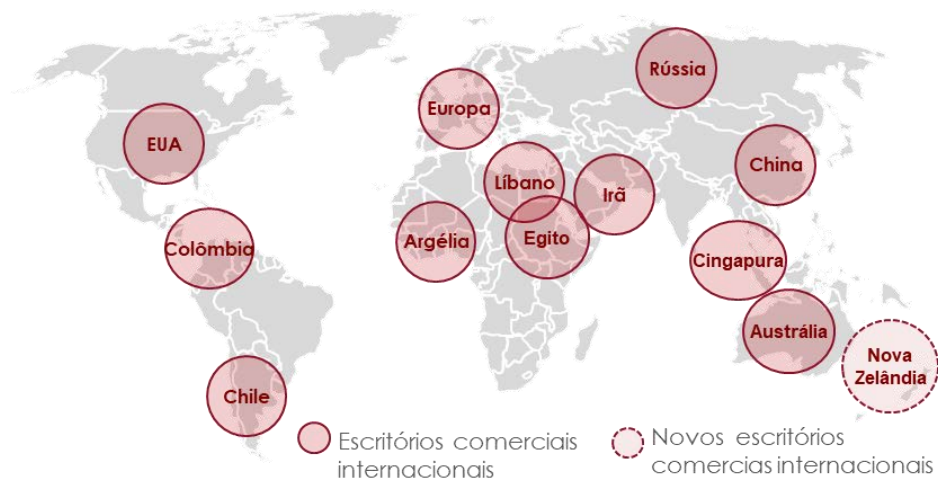 Rússia
Europa
EUA
China
Líbano
Irã
Argélia
Egito
Colômbia
Cingapura
Austrália
Nova
Zelândia
Chile
Escritórios comerciais
internacionais
Novos escritórios
comercias internacionais